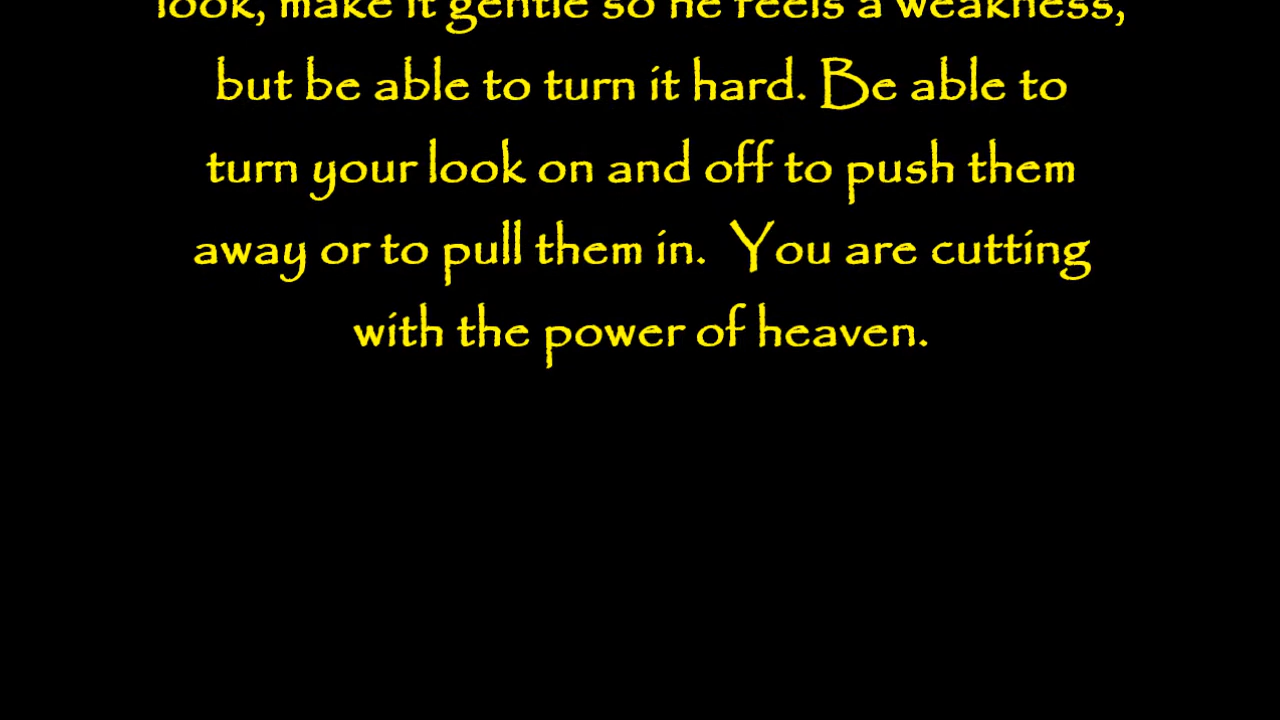 look, make it gentle so he feels a weakness,
but be able to turn it hard. Be able to
turn your look on and off to push them
away or to pull them in.  You are cutting
with the power of heaven.